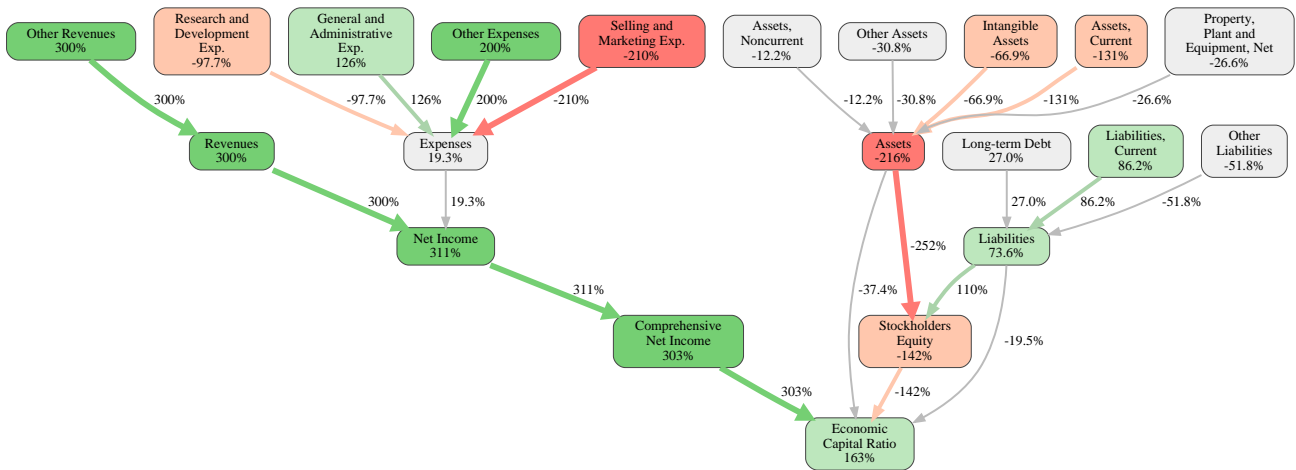 Other Revenues
300%
Research and
Development
Exp.
-97.7%
General and
Administrative
Exp.
126%
Other Expenses
200%
Selling and
Marketing Exp.
-210%
Assets,
Noncurrent
-12.2%
Other Assets
-30.8%
Intangible
Assets
-66.9%
Assets,
Current
-131%
Property,
Plant and
Equipment, Net
-26.6%
300%
-97.7%
126%
200%
-210%
-12.2%
-30.8%
-66.9%
-131%
-26.6%
Revenues
300%
Expenses
19.3%
Assets
-216%
Long-term Debt
27.0%
Liabilities,
Current
86.2%
Other
Liabilities
-51.8%
300%
19.3%
27.0%
86.2%
-51.8%
Net Income
311%
-252%
Liabilities
73.6%
311%
-37.4%
110%
Comprehensive
Net Income
303%
Stockholders
Equity
-142%
-19.5%
303%
-142%
Economic
Capital Ratio
163%